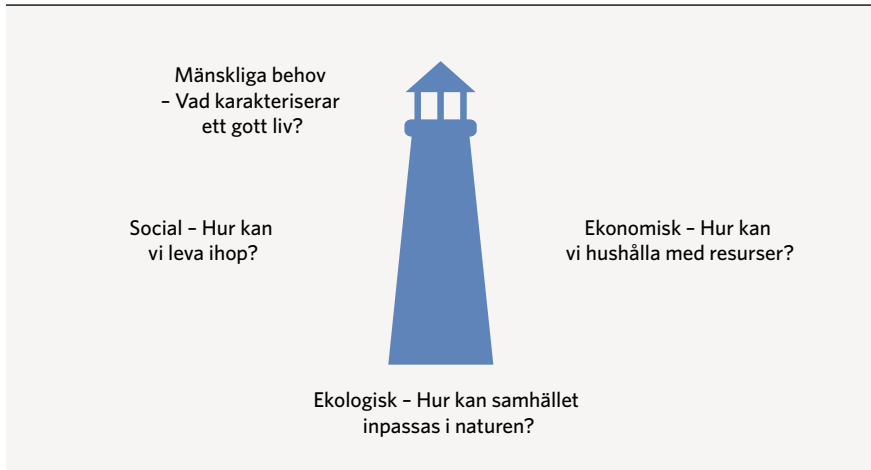 Mänskliga behov
– Vad karakteriserar
ett gott liv?
Social – Hur kan
vi leva ihop?
Ekonomisk – Hur kan
vi hushålla med resurser?
Ekologisk – Hur kan samhället
inpassas i naturen?